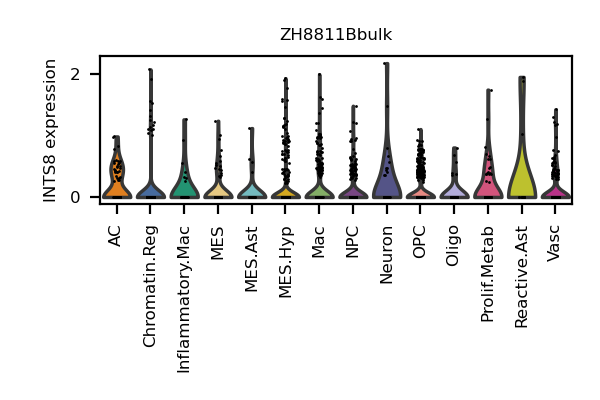 ZH8811Bbulk
INTS8 expression
2
0
AC
Chromatin.Reg
Inflammatory.Mac
MES
MES.Ast
MES.Hyp
Mac
NPC
Neuron
OPC
Oligo
Prolif.Metab
Reactive.Ast
Vasc